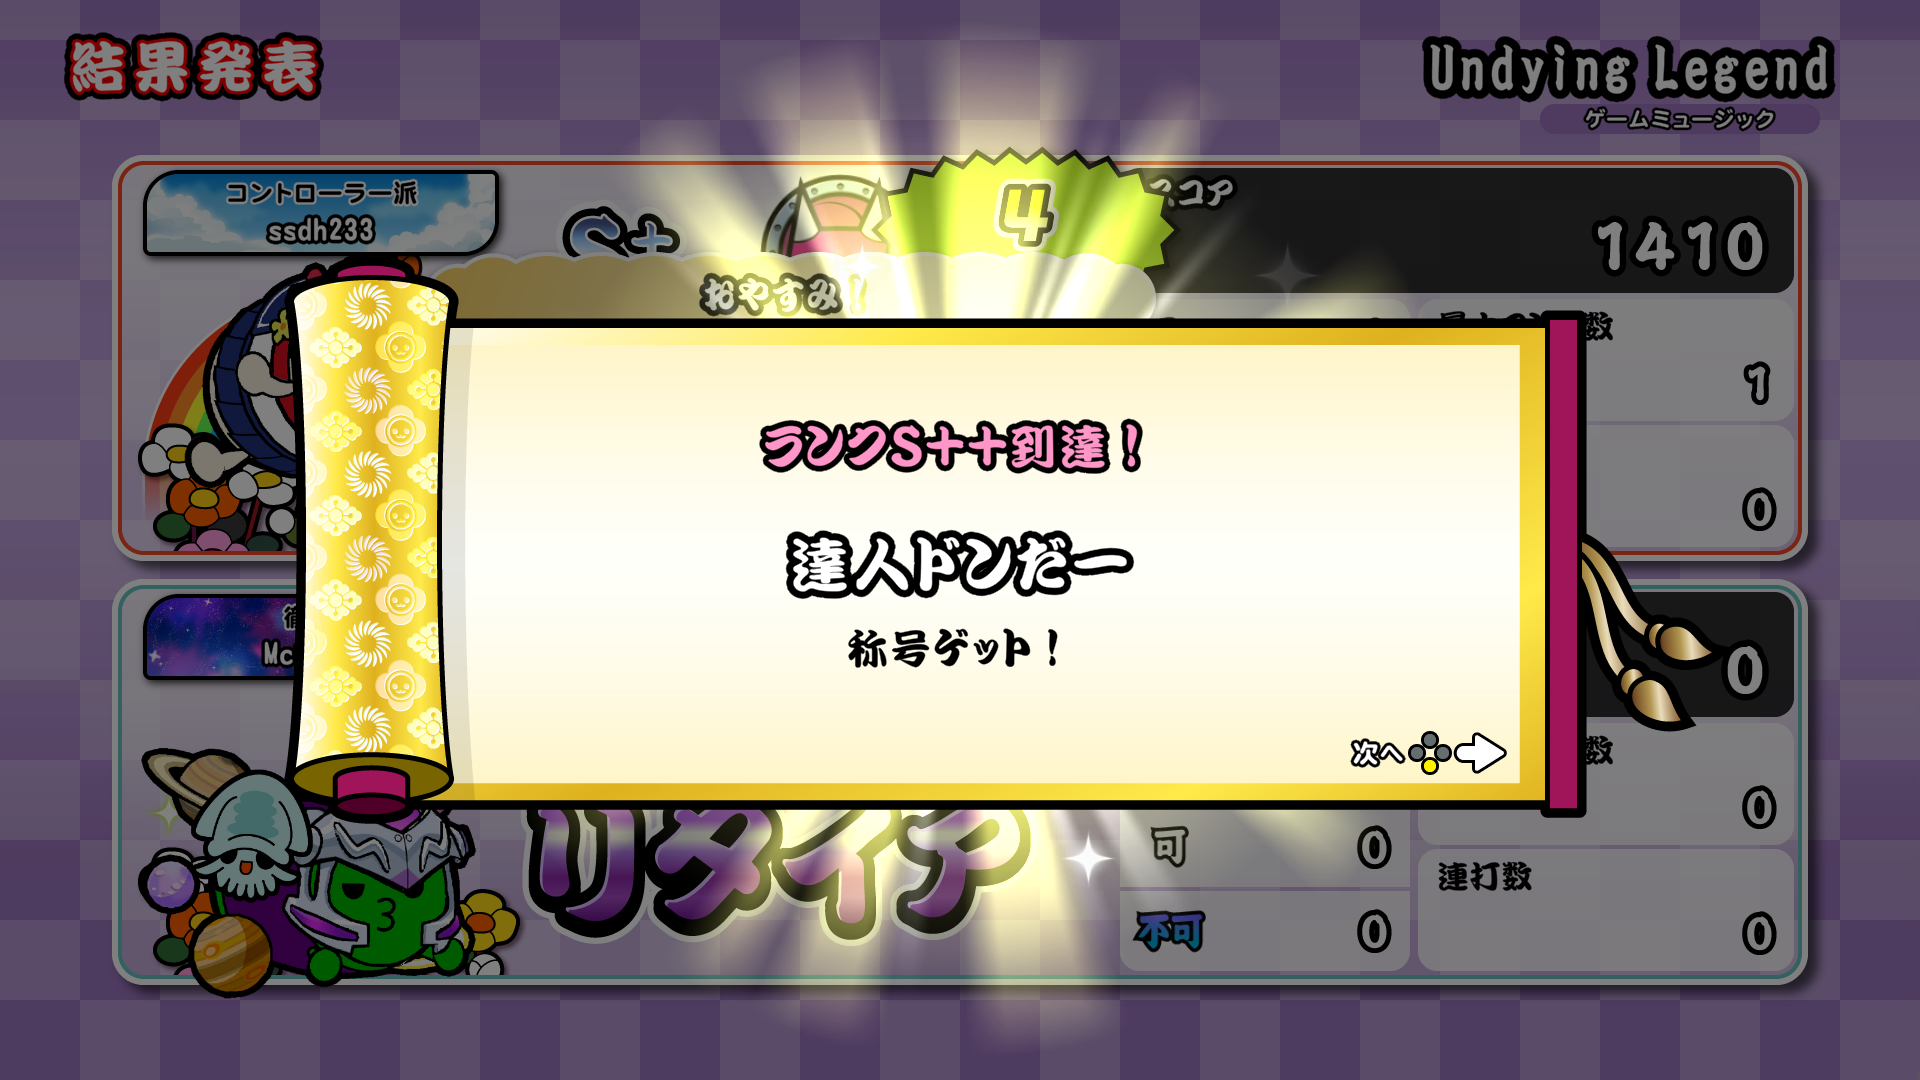 結果発表
Undying Legend
ゲームミュージック
コントローラー派
ssdh233
S+
4
スコア
1410
おやすみ!
数
1
0
ランクS++到達!
達人ドンだー
称号ゲット!
次へ
Mc
0
数
0
リタイア
可 0
連打数
不可 0
0